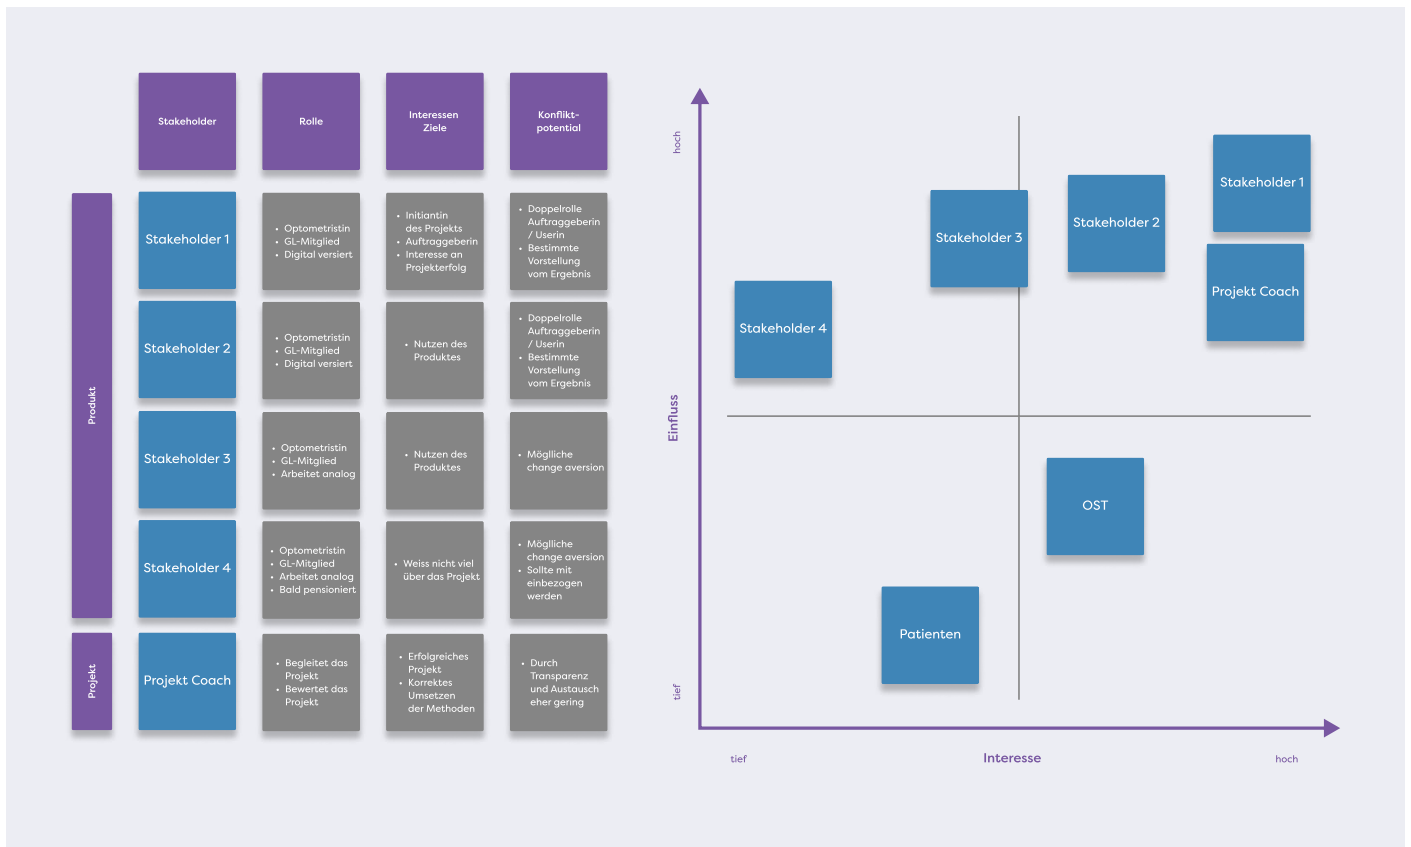 Stakeholder
Rolle
Interessen
Ziele
Konflikt-
potential
Produkt
Stakeholder 1
• Optometristin
• GL-Mitglied
• Digital versiert
• Initiantin
des Projekts
• Auftraggeberin
• Interesse an
Projekterfolg
• Doppelrolle
Auftraggeberin
/ Userin
• Bestimmte
Vorstellung
vom Ergebnis
Stakeholder 2
• Optometristin
• GL-Mitglied
• Digital versiert
• Nutzen des
Produktes
• Doppelrolle
Auftraggeberin
/ Userin
• Bestimmte
Vorstellung
vom Ergebnis
Stakeholder 3
• Optometristin
• GL-Mitglied
• Arbeitet analog
• Nutzen des
Produktes
• Möglliche
change aversion
Stakeholder 4
• Optometristin
• GL-Mitglied
• Arbeitet analog
• Bald pensioniert
• Weiss nicht viel
über das Projekt
• Möglliche
change aversion
• Sollte mit
einbezogen
werden
Projekt
Projekt Coach
• Begleitet das
Projekt
• Bewertet das
Projekt
• Erfolgreiches
Projekt
• Korrektes
Umsetzen
der Methoden
• Durch
Transparenz
und Austausch
eher gering
hoch
Einfluss
tief
Stakeholder 1
Stakeholder 2
Stakeholder 3
Projekt Coach
Stakeholder 4
OST
Patienten
tief
Interesse
hoch